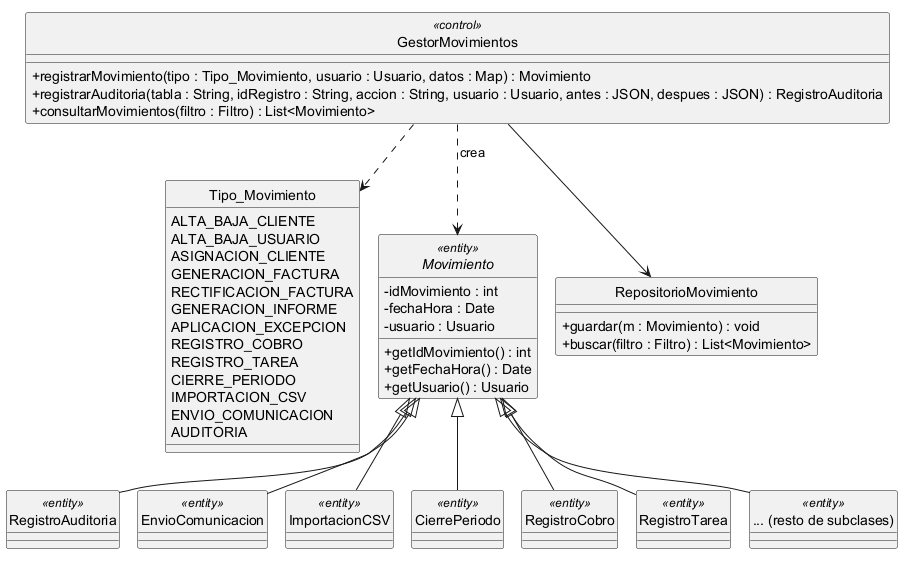 «control»
GestorMovimientos
+registrarMovimiento(tipo : Tipo_Movimiento, usuario : Usuario, datos : Map) : Movimiento
+registrarAuditoria(tabla : String, idRegistro : String, accion : String, usuario : Usuario, antes : JSON, despues : JSON) : RegistroAuditoria
+consultarMovimientos(filtro : Filtro) : List<Movimiento>
crea
Tipo_Movimiento
ALTA_BAJA_CLIENTE
ALTA_BAJA_USUARIO
ASIGNACION_CLIENTE
GENERACION_FACTURA
RECTIFICACION_FACTURA
GENERACION_INFORME
APLICACION_EXCEPCION
REGISTRO_COBRO
REGISTRO_TAREA
CIERRE_PERIODO
IMPORTACION_CSV
ENVIO_COMUNICACION
AUDITORIA
«entity»
Movimiento
-idMovimiento : int
-fechaHora : Date
-usuario : Usuario
+getIdMovimiento() : int
+getFechaHora() : Date
+getUsuario() : Usuario
RepositorioMovimiento
+guardar(m : Movimiento) : void
+buscar(filtro : Filtro) : List<Movimiento>
«entity»
RegistroAuditoria
«entity»
EnvioComunicacion
«entity»
ImportacionCSV
«entity»
CierrePeriodo
«entity»
RegistroCobro
«entity»
RegistroTarea
«entity»
... (resto de subclases)